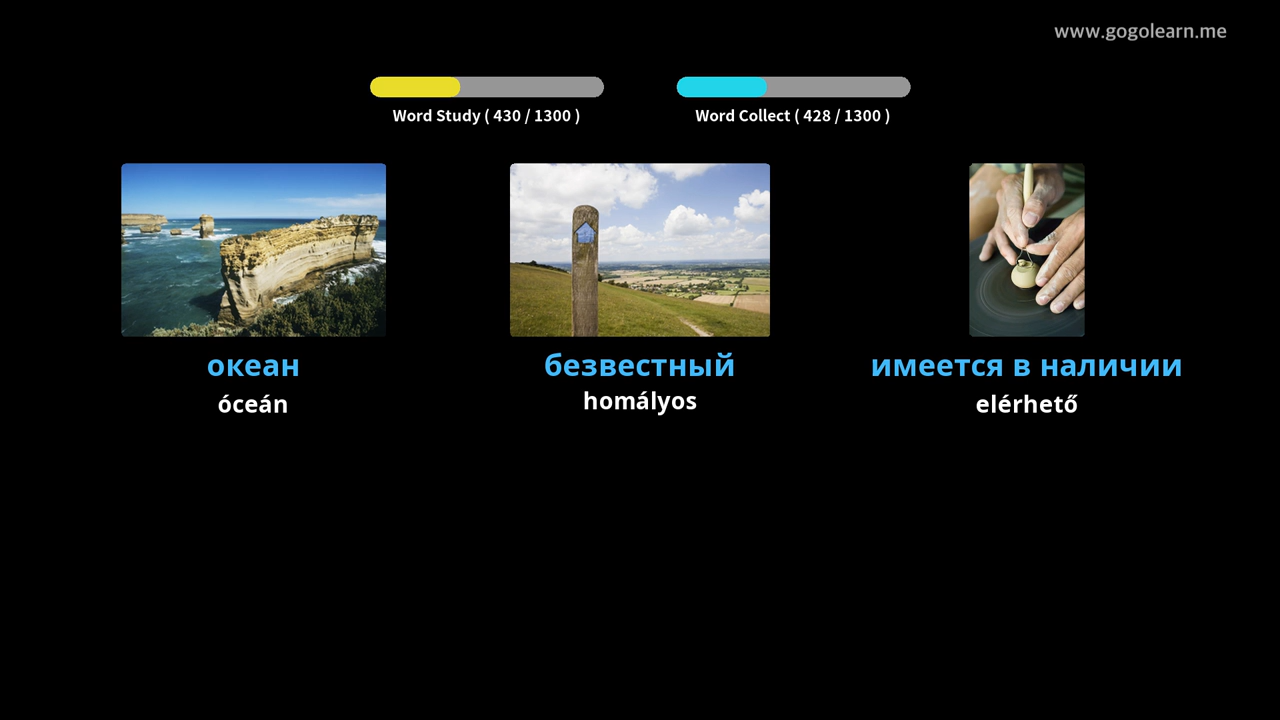 www.gogolearn.me
Word Study ( 430 / 1300 )
Word Collect ( 428 / 1300 )
океан
безвестный
имеется в наличии
óceán
homályos
elérhető